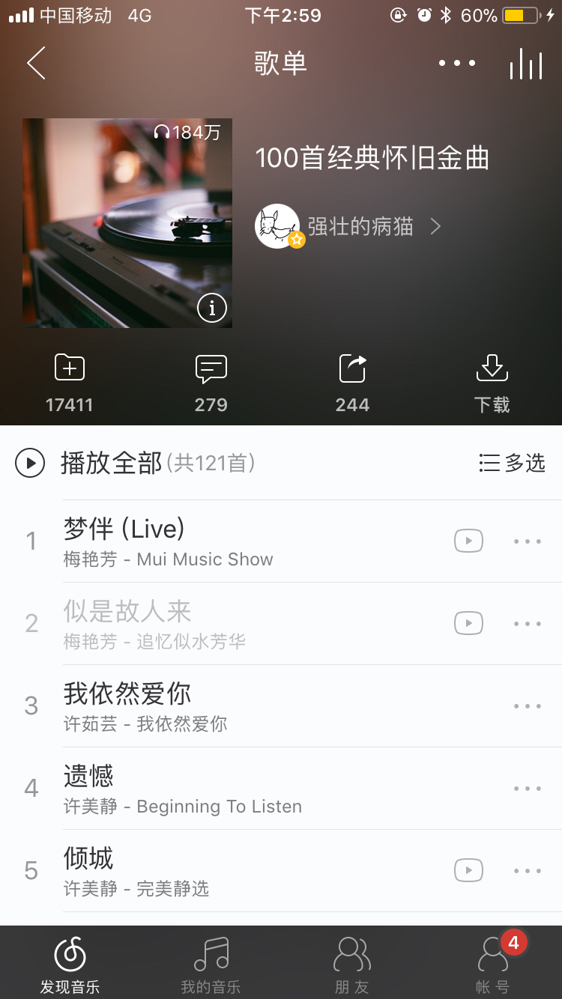 中国移动 4G 下午2:59 60%
歌单
184万
100首经典怀旧金曲
强壮的病猫
17411 279 244 下载
播放全部(共121首) 多选
1 梦伴 (Live)
梅艳芳 - Mui Music Show
2 似是故人来
梅艳芳 - 追忆似水芳华
3 我依然爱你
许茹芸 - 我依然爱你
4 遗憾
许美静 - Beginning To Listen
5 倾城
许美静 - 完美静选
4
发现音乐 我的音乐 朋友 帐号